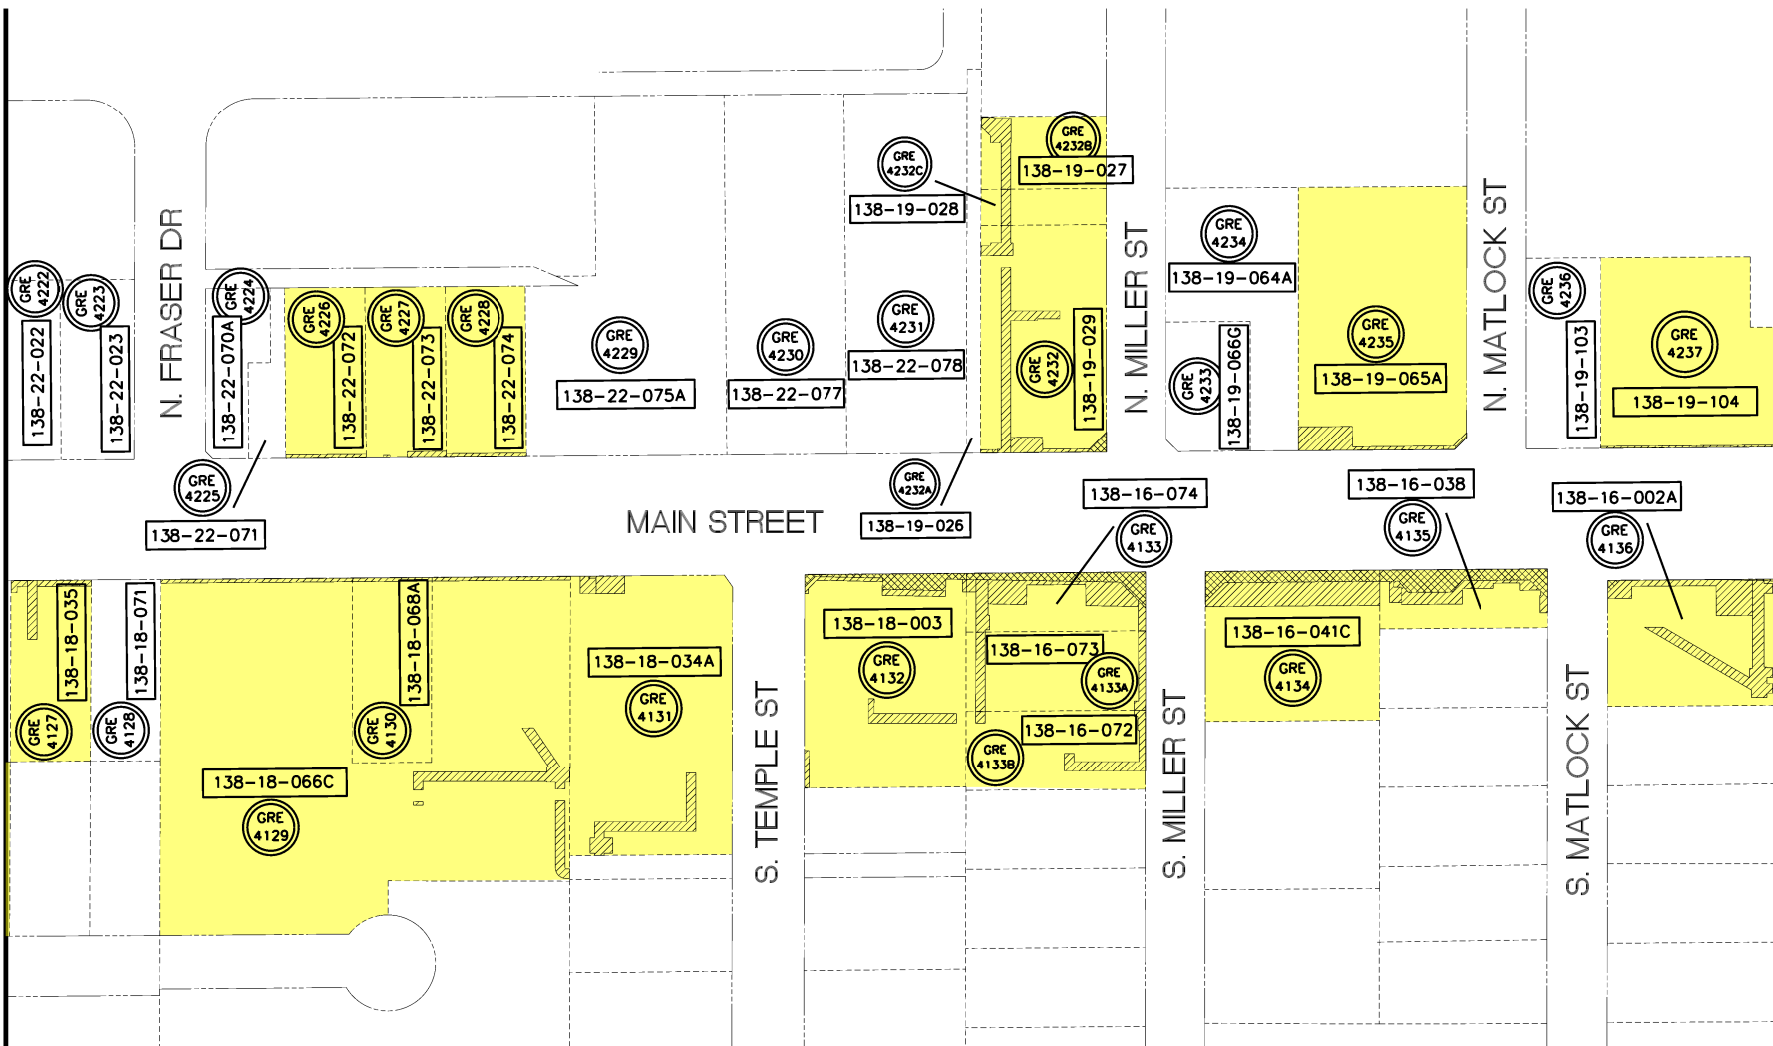 GRE
4232B
138-19-027
GRE
4232C
138-19-028
N. FRASER DR
N. MILLER ST
N. MATLOCK ST
GRE
4234
138-19-064A
GRE
4222
138-22-022
GRE
4223
138-22-023
GRE
4224
138-22-070A
GRE
4226
138-22-072
GRE
4227
138-22-073
GRE
4228
138-22-074
GRE
4229
138-22-075A
GRE
4230
138-22-077
GRE
4231
138-22-078
GRE
4232
138-19-029
GRE
4233
138-19-066G
GRE
4235
138-19-065A
GRE
4236
138-19-103
GRE
4237
138-19-104
GRE
4225
138-22-071
MAIN STREET
GRE
4232A
138-19-026
138-16-074
GRE
4133
138-16-038
GRE
4135
138-16-002A
GRE
4136
138-18-035
GRE
4127
138-18-071
GRE
4128
138-18-066C
GRE
4129
138-18-068A
GRE
4130
138-18-034A
GRE
4131
S. TEMPLE ST
138-18-003
GRE
4132
138-16-073
GRE
4133A
138-16-072
GRE
4133B
S. MILLER ST
138-16-041C
GRE
4134
S. MATLOCK ST